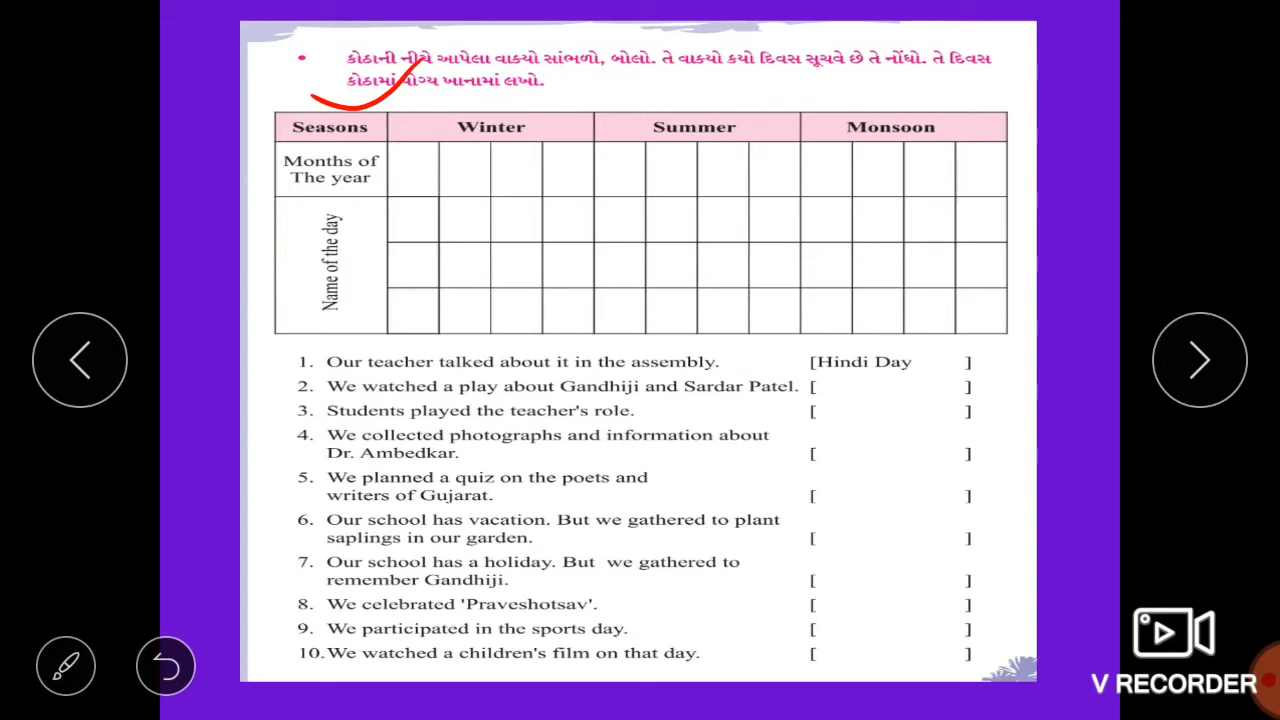 • કોઠાની નીચે આપેલા વાક્યો સાંભળો, બોલો. તે વાક્યો કયો દિવસ સૂચવે છે તે નોંધો. તે દિવસ
કોઠામાં યોગ્ય ખાનામાં લખો.
Seasons Winter Summer Monsoon
Months of
The year
Name of the day
1. Our teacher talked about it in the assembly. [Hindi Day ]
2. We watched a play about Gandhiji and Sardar Patel. [ ]
3. Students played the teacher's role. [ ]
4. We collected photographs and information about
Dr. Ambedkar. [ ]
5. We planned a quiz on the poets and
writers of Gujarat. [ ]
6. Our school has vacation. But we gathered to plant
saplings in our garden. [ ]
7. Our school has a holiday. But we gathered to
remember Gandhiji. [ ]
8. We celebrated 'Praveshotsav'. [ ]
9. We participated in the sports day. [ ]
10. We watched a children's film on that day. [ ]
V RECORDER